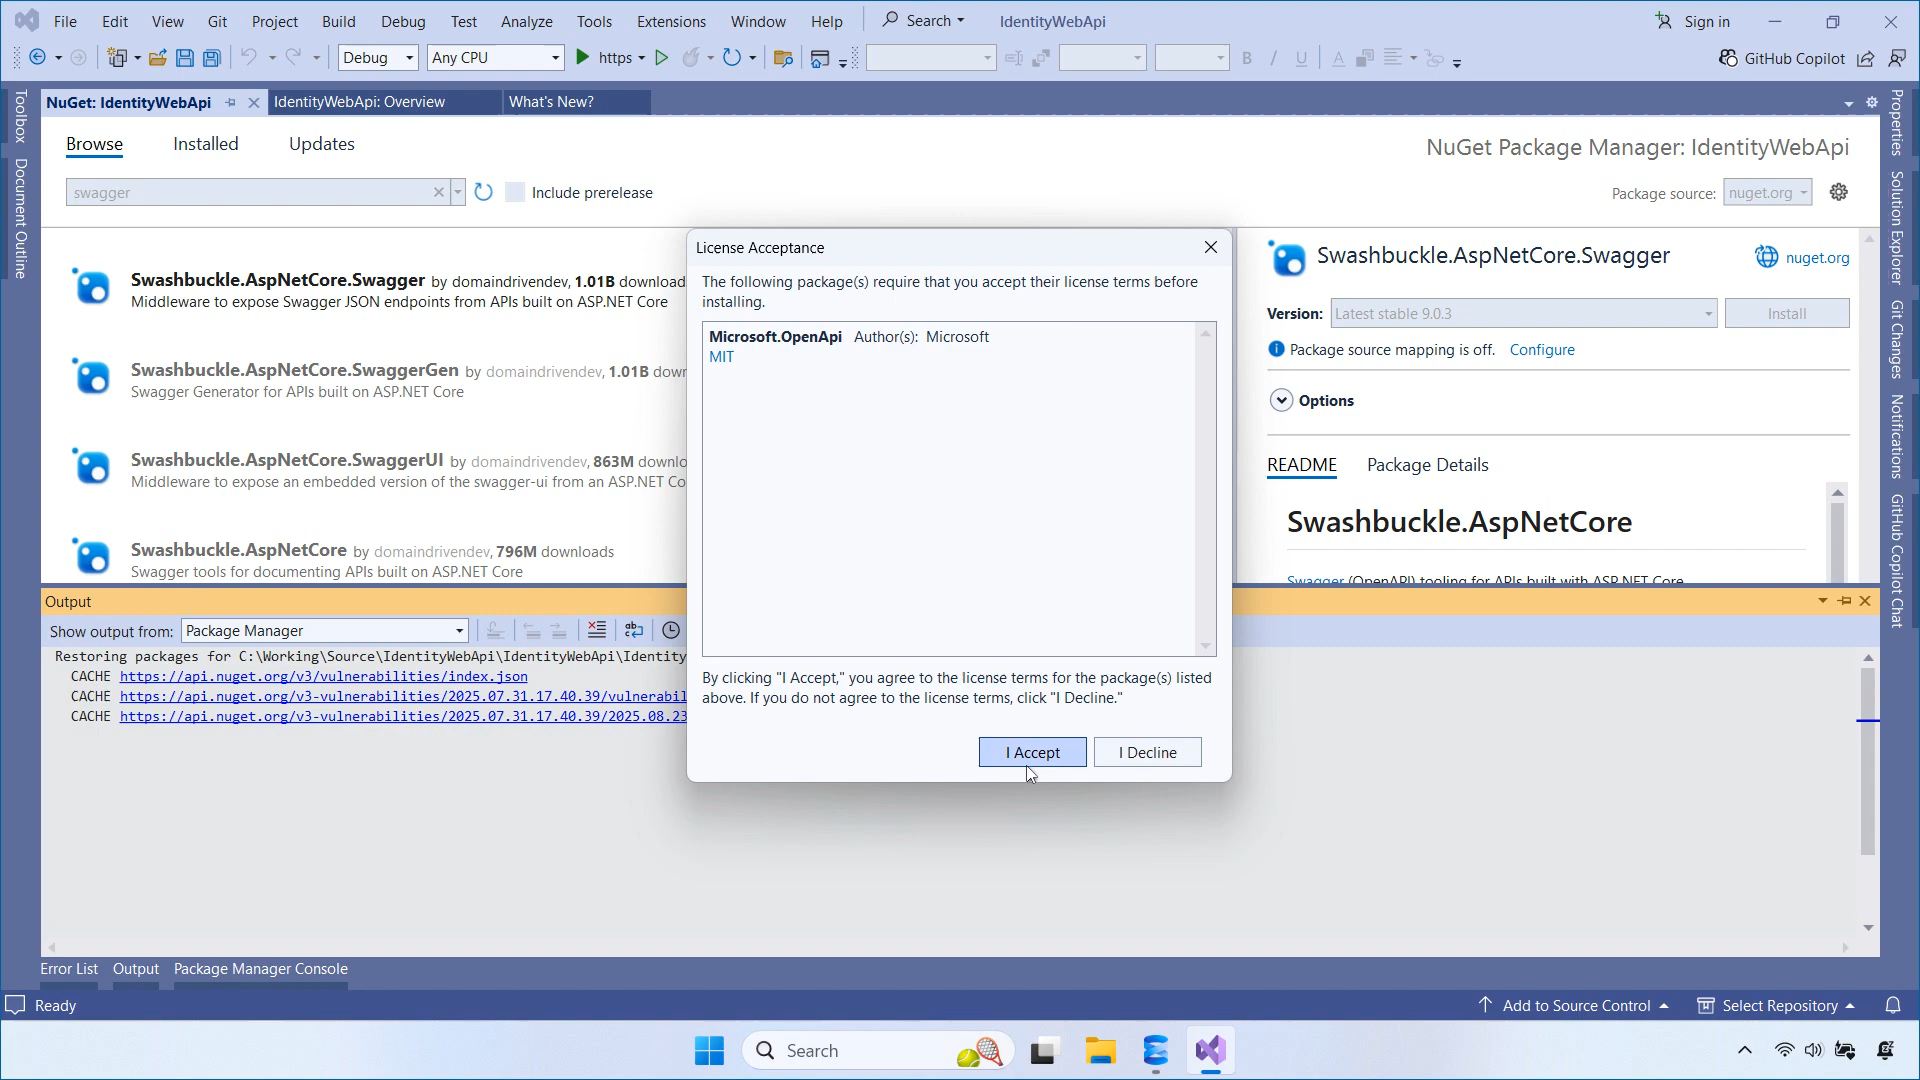 File Edit View Git Project Build Debug Test Analyze Tools Extensions Window Help Search IdentityWebApi Sign in
Debug Any CPU https B I U A GitHub Copilot
NuGet: IdentityWebApi IdentityWebApi: Overview What's New?
Toolbox
Document Outline
Browse Installed Updates
NuGet Package Manager: IdentityWebApi
swagger Include prerelease
Package source: nuget.org
Swashbuckle.AspNetCore.Swagger by domaindrivendev, 1.01B download
Middleware to expose Swagger JSON endpoints from APIs built on ASP.NET Core
Swashbuckle.AspNetCore.SwaggerGen by domaindrivendev, 1.01B down
Swagger Generator for APIs built on ASP.NET Core
Swashbuckle.AspNetCore.SwaggerUI by domaindrivendev, 863M downlo
Middleware to expose an embedded version of the swagger-ui from an ASP.NET Co
Swashbuckle.AspNetCore by domaindrivendev, 796M downloads
Swagger tools for documenting APIs built on ASP.NET Core
License Acceptance
The following package(s) require that you accept their license terms before
installing.
Microsoft.OpenApi Author(s): Microsoft
MIT
By clicking "I Accept," you agree to the license terms for the package(s) listed
above. If you do not agree to the license terms, click "I Decline."
I Accept I Decline
Swashbuckle.AspNetCore.Swagger nuget.org
Version: Latest stable 9.0.3 Install
Package source mapping is off. Configure
Options
README Package Details
Swashbuckle.AspNetCore
Swagger (OpenAPI) tooling for APIs built with ASP.NET Core
Properties
Solution Explorer
Git Changes
Notifications
GitHub Copilot Chat
Output
Show output from: Package Manager
Restoring packages for C:\Working\Source\IdentityWebApi\IdentityWebApi\Identity
CACHE https://api.nuget.org/v3/vulnerabilities/index.json
CACHE https://api.nuget.org/v3-vulnerabilities/2025.07.31.17.40.39/vulnerabil
CACHE https://api.nuget.org/v3-vulnerabilities/2025.07.31.17.40.39/2025.08.23
Error List Output Package Manager Console
Ready Add to Source Control Select Repository
Search